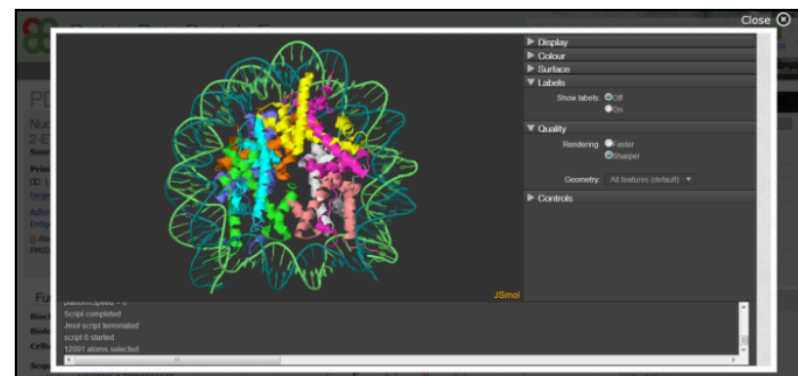 Close
Display
Colour
Surface
Labels
Show labels: Off
On
Quality
Rendering: Faster
Sharper
Geometry: All features (default)
Controls
JSmol
Script completed
Jmol script terminated
script 6 started
12091 atoms selected